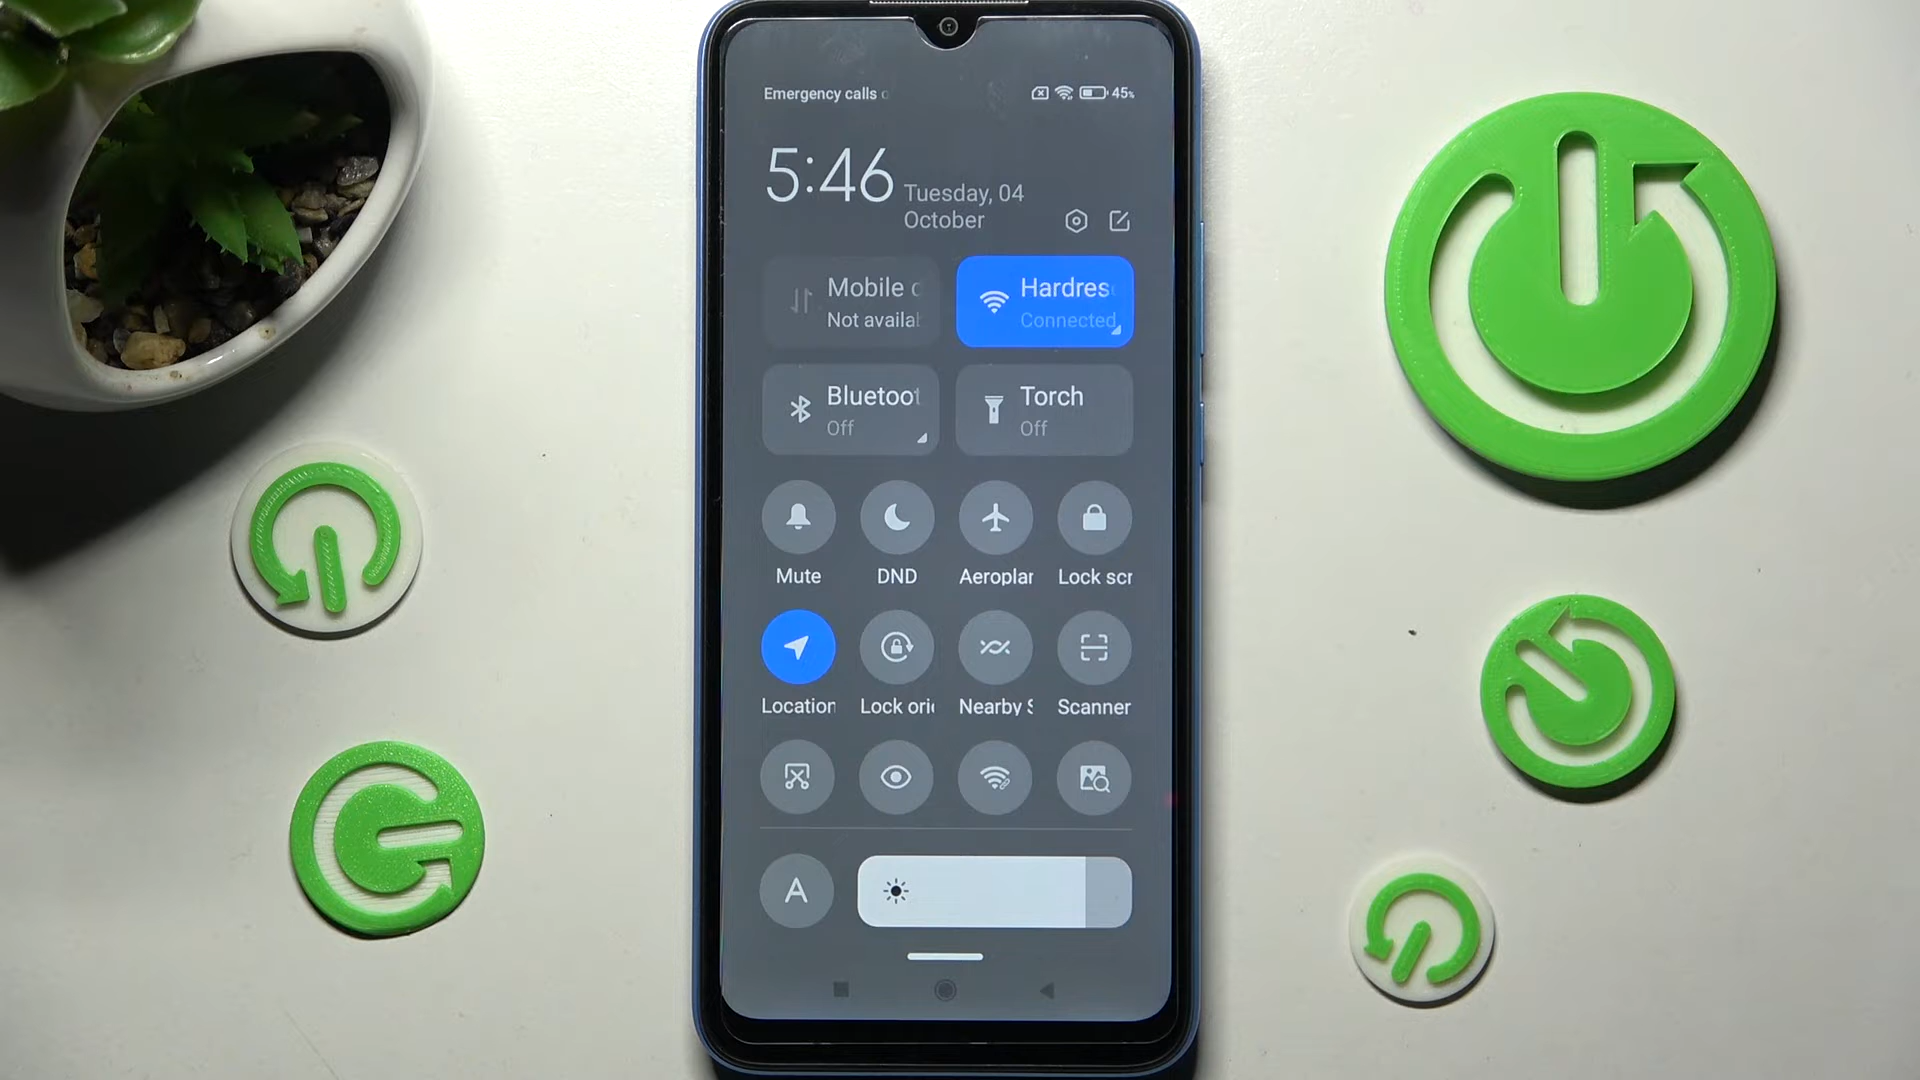 Emergency calls
45%
5:46
Tuesday, 04
October
Mobile
Not availal
Hardres
Connected
Bluetoot
Off
Torch
Off
Mute
DND
Aeroplar
Lock scr
Location
Lock orie
Nearby S
Scanner
A